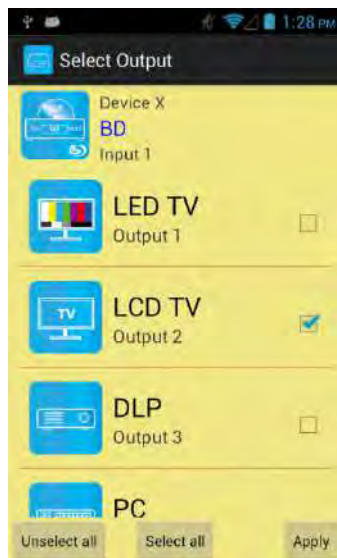 1:28 PM
Select Output
Device X
BD
Input 1
LED TV
Output 1
TV
LCD TV
Output 2
DLP
Output 3
PC
Unselect all
Select all
Apply